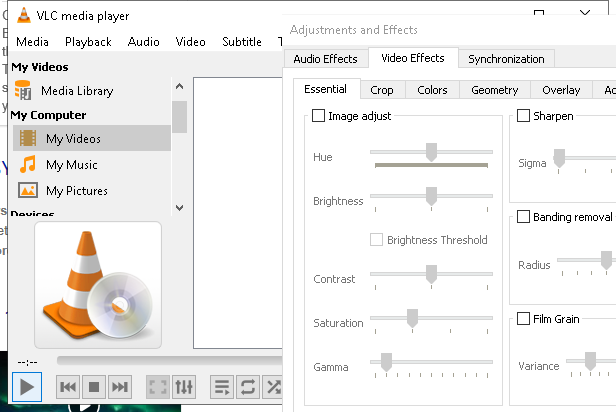 VLC media player
Media Playback Audio Video Subtitle T
My Videos
Media Library
My Computer
My Videos
My Music
My Pictures
Devices
--:--
Adjustments and Effects
Audio Effects Video Effects Synchronization
Essential Crop Colors Geometry Overlay
Image adjust
Hue
Brightness
Brightness Threshold
Contrast
Saturation
Gamma
Sharpen
Sigma
Banding removal
Radius
Film Grain
Variance